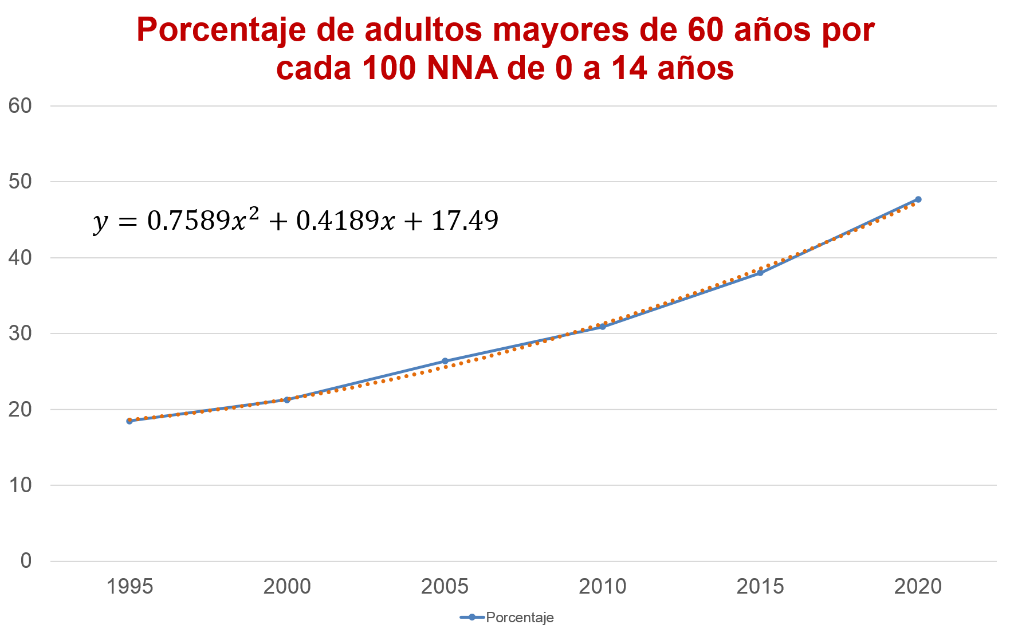 Porcentaje de adultos mayores de 60 años por
cada 100 NNA de 0 a 14 años
60
50
y = 0.7589x² + 0.4189x + 17.49
40
30
20
10
0
1995 2000 2005 2010 2015 2020
Porcentaje